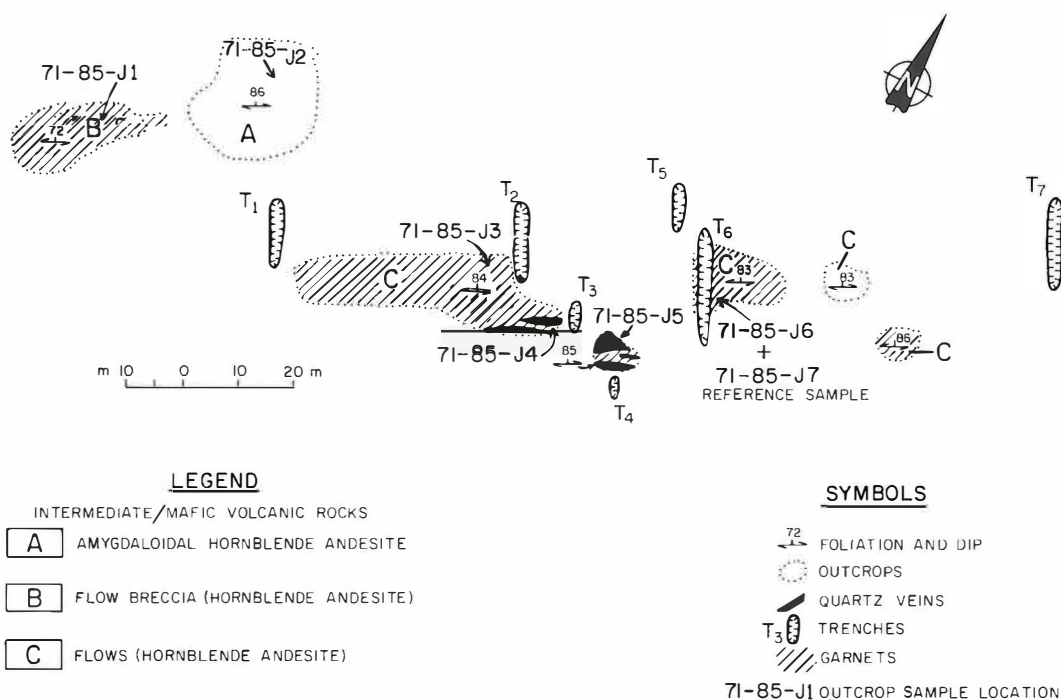 71-85-J2
71-85-J1
N
86
72
B
A
T5
T7
T1
T2
T6
71-85-J3
C
C
C
83
83
84
T3
71-85-J5
71-85-J6
+
71-85-J7
REFERENCE SAMPLE
86
C
71-85-J4
85
T4
m 10 0 10 20 m
LEGEND
INTERMEDIATE/MAFIC VOLCANIC ROCKS
A AMYGDALOIDAL HORNBLENDE ANDESITE
B FLOW BRECCIA (HORNBLENDE ANDESITE)
C FLOWS (HORNBLENDE ANDESITE)
SYMBOLS
72 FOLIATION AND DIP
OUTCROPS
QUARTZ VEINS
T3 TRENCHES
GARNETS
71-85-J1 OUTCROP SAMPLE LOCATION